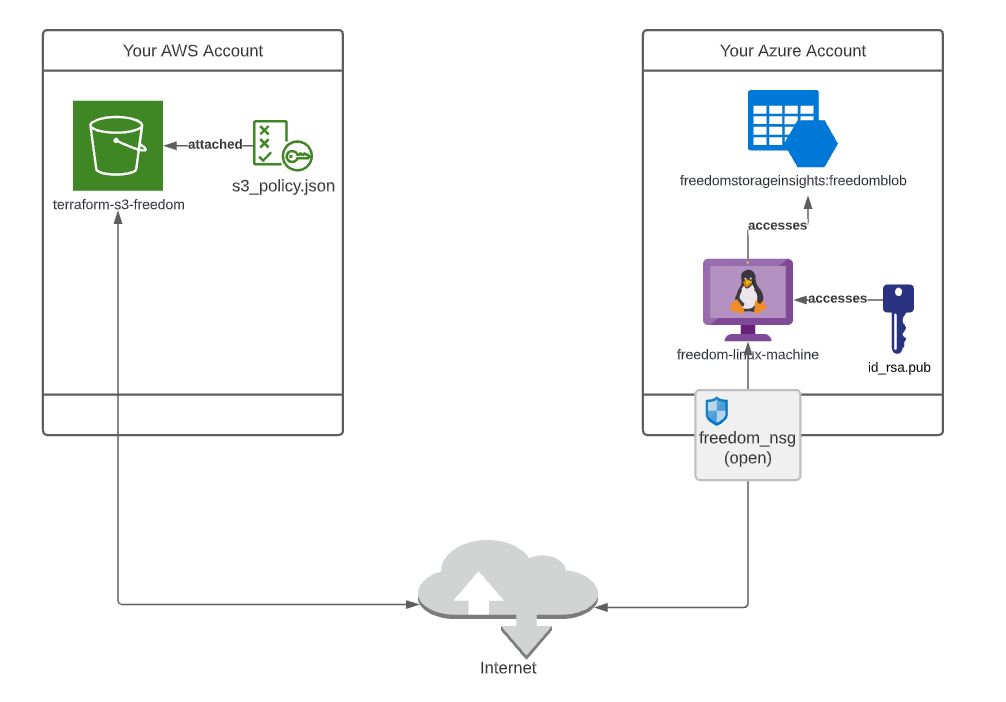 Your AWS Account
Your Azure Account
attached
s3_policy.json
terraform-s3-freedom
freedomstorageinsights:freedomblob
accesses
accesses
freedom-linux-machine
id_rsa.pub
freedom_nsg
(open)
Internet